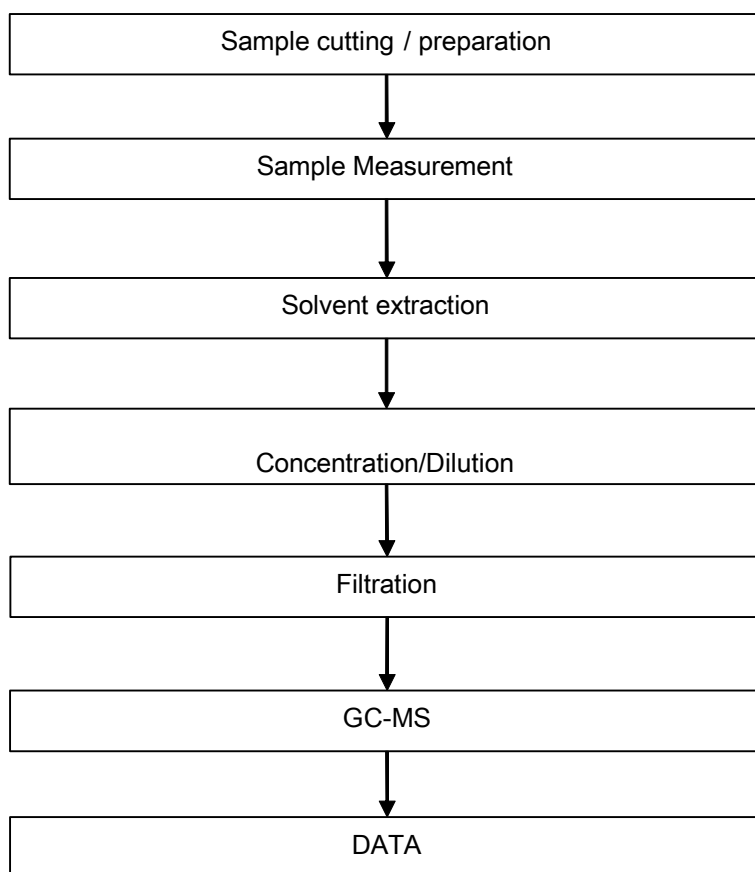 Sample cutting / preparation
Sample Measurement
Solvent extraction
Concentration/Dilution
Filtration
GC-MS
DATA